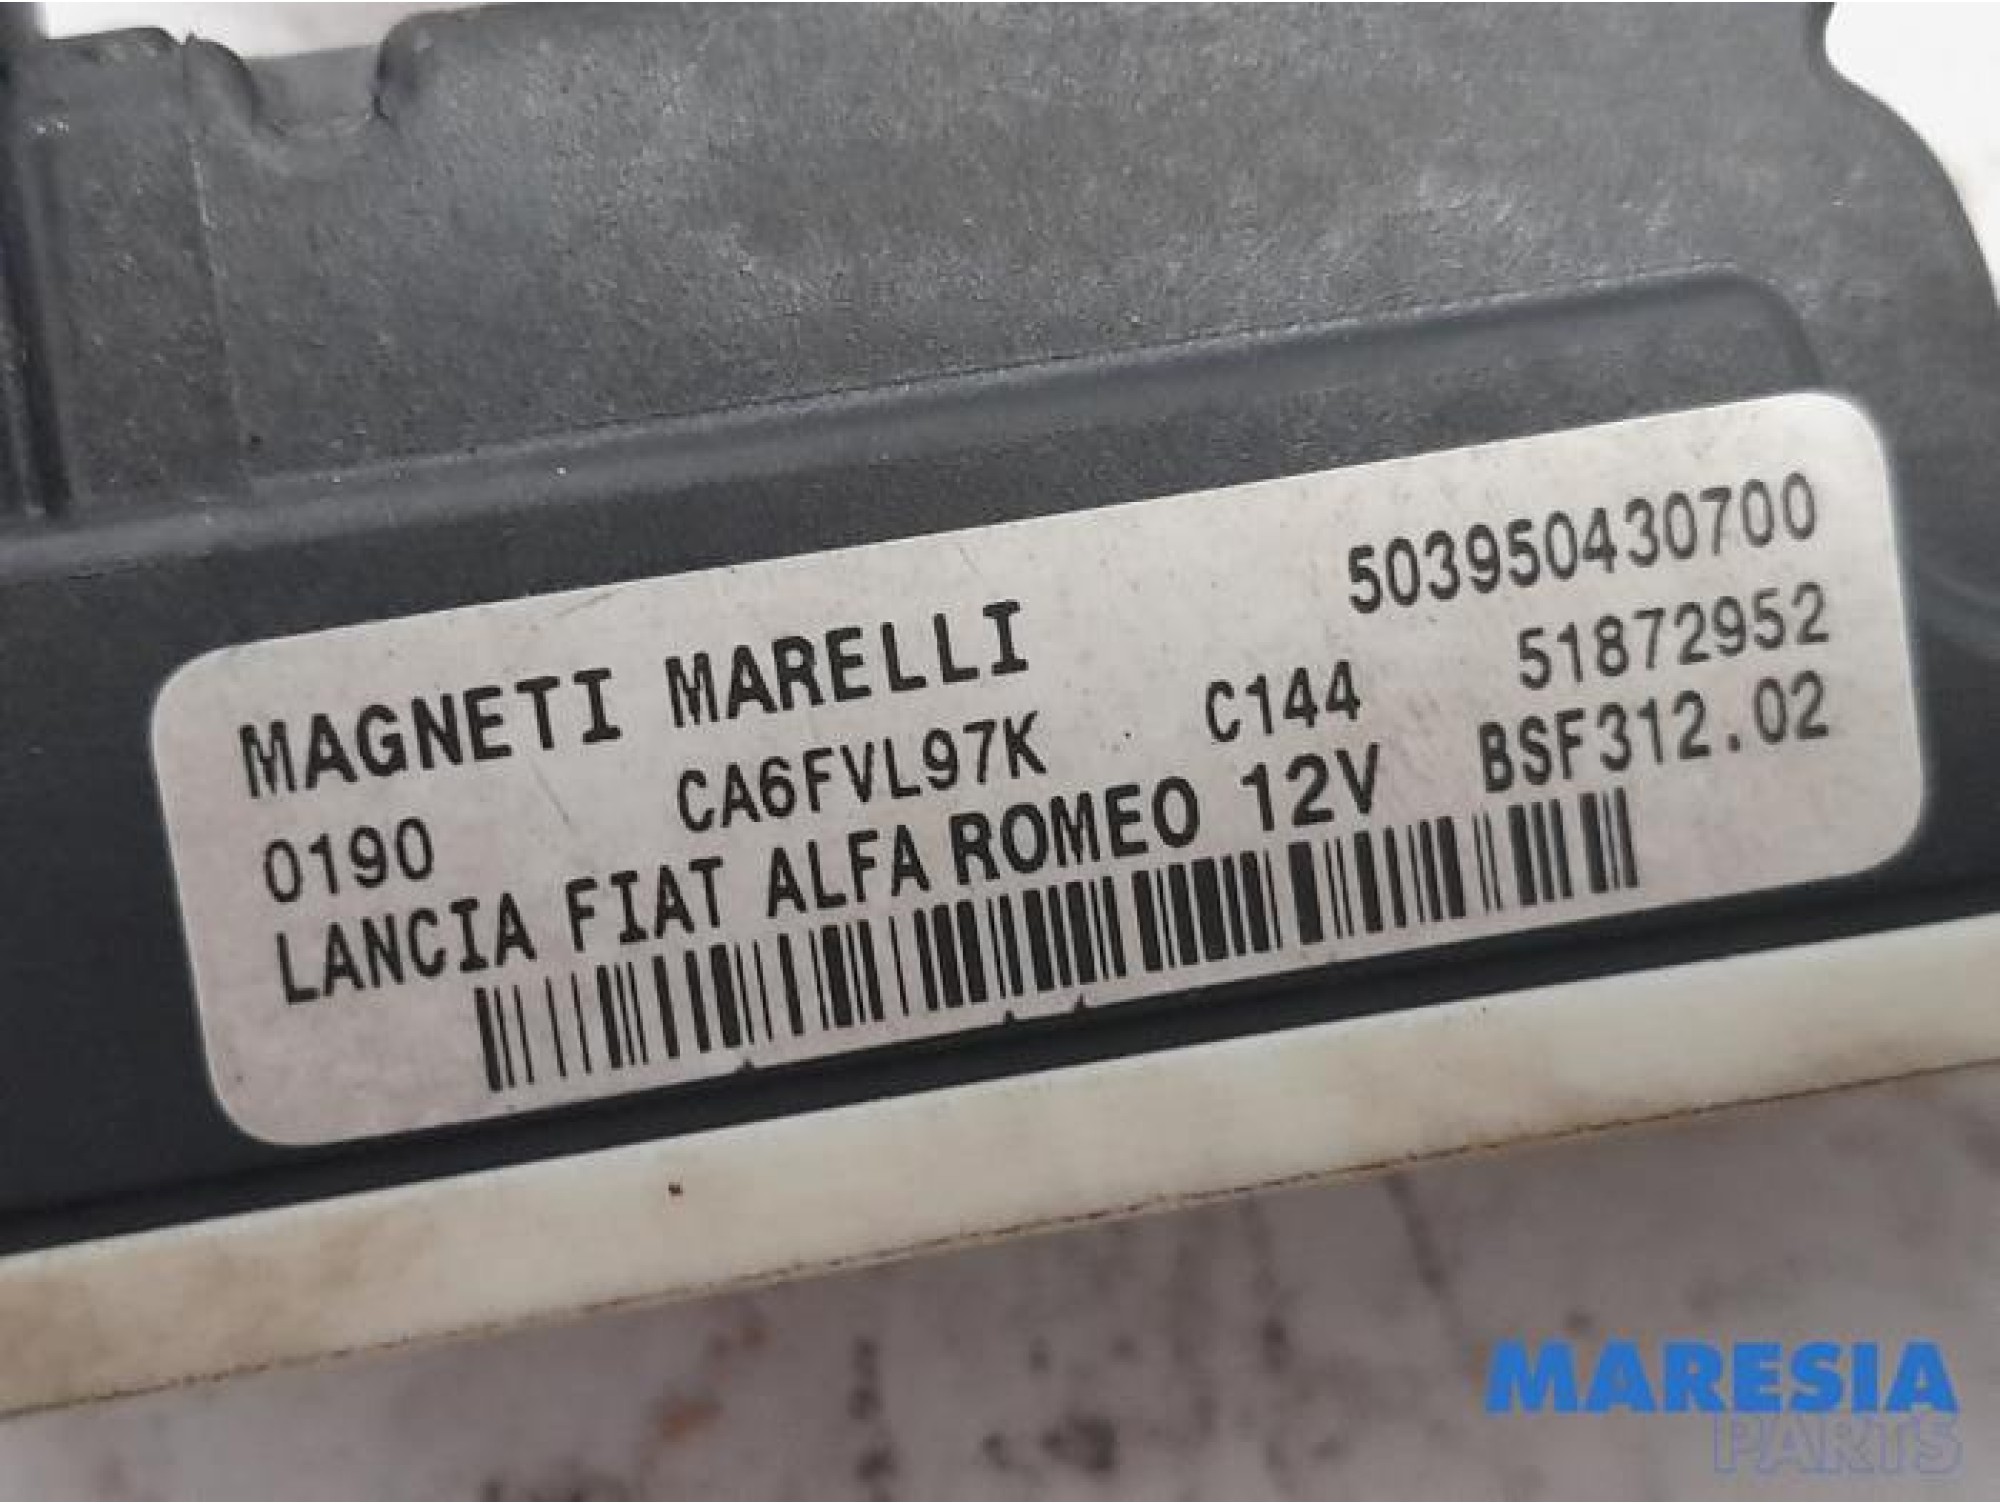 MAGNETI MARELLI 503950430700
0190 CA6FVL97K C144 51872952
LANCIA FIAT ALFA ROMEO 12V BSF312.02
MARESIA
PARTS